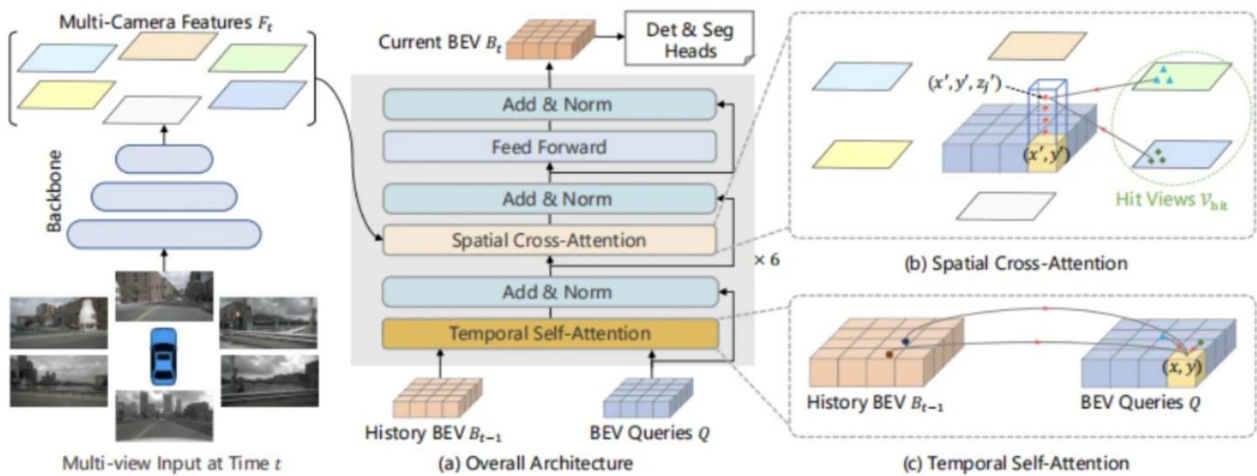 Multi-Camera Features F_t
Backbone
Multi-view Input at Time t
Current BEV B_t
Det & Seg
Heads
Add & Norm
Feed Forward
Add & Norm
Spatial Cross-Attention
× 6
Add & Norm
Temporal Self-Attention
History BEV B_{t−1}
BEV Queries Q
(a) Overall Architecture
(x′, y′, z_j′)
(x′, y′)
Hit Views 𝒱_hit
(b) Spatial Cross-Attention
(x, y)
History BEV B_{t−1}
BEV Queries Q
(c) Temporal Self-Attention